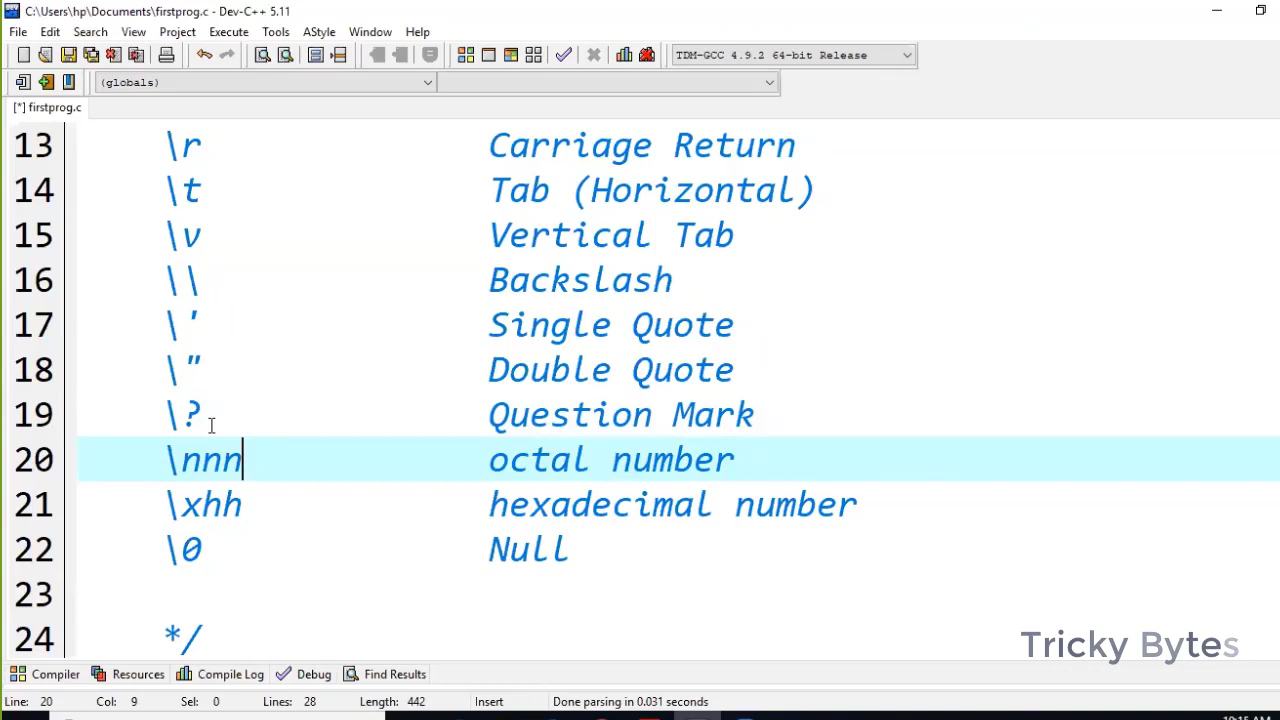 C:\Users\hp\Documents\firstprog.c - Dev-C++ 5.11
File Edit Search View Project Execute Tools AStyle Window Help
TDM-GCC 4.9.2 64-bit Release
(globals)
[*] firstprog.c
13 \r Carriage Return
14 \t Tab (Horizontal)
15 \v Vertical Tab
16 \\ Backslash
17 \' Single Quote
18 \" Double Quote
19 \? Question Mark
20 \nnn octal number
21 \xhh hexadecimal number
22 \0 Null
23
24 */
Tricky Bytes
Compiler Resources Compile Log Debug Find Results
Line: 20 Col: 9 Sel: 0 Lines: 28 Length: 442 Insert Done parsing in 0.031 seconds